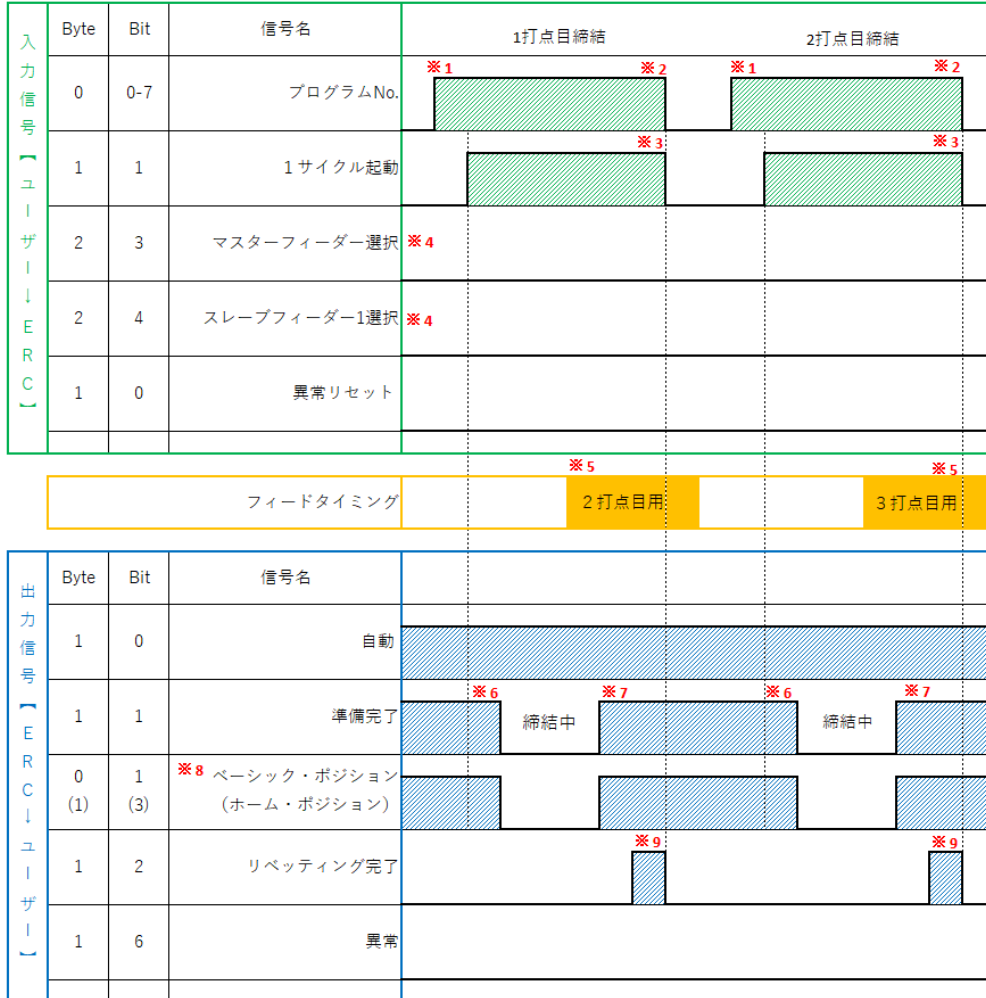 入力信号【ユーザー→ERC】
Byte Bit 信号名 1打点目締結 2打点目締結
※1 ※2 ※1 ※2
0 0-7 プログラムNo.
※3 ※3
1 1 1サイクル起動
2 3 マスターフィーダー選択 ※4
2 4 スレーブフィーダー1選択 ※4
1 0 異常リセット
※5 ※5
フィードタイミング 2打点目用 3打点目用
出力信号【ERC→ユーザー】
Byte Bit 信号名
1 0 自動
※6 ※7 ※6 ※7
1 1 準備完了 締結中 締結中
0 1 ※8 ベーシック・ポジション
(1) (3) (ホーム・ポジション)
※9 ※9
1 2 リベッティング完了
1 6 異常